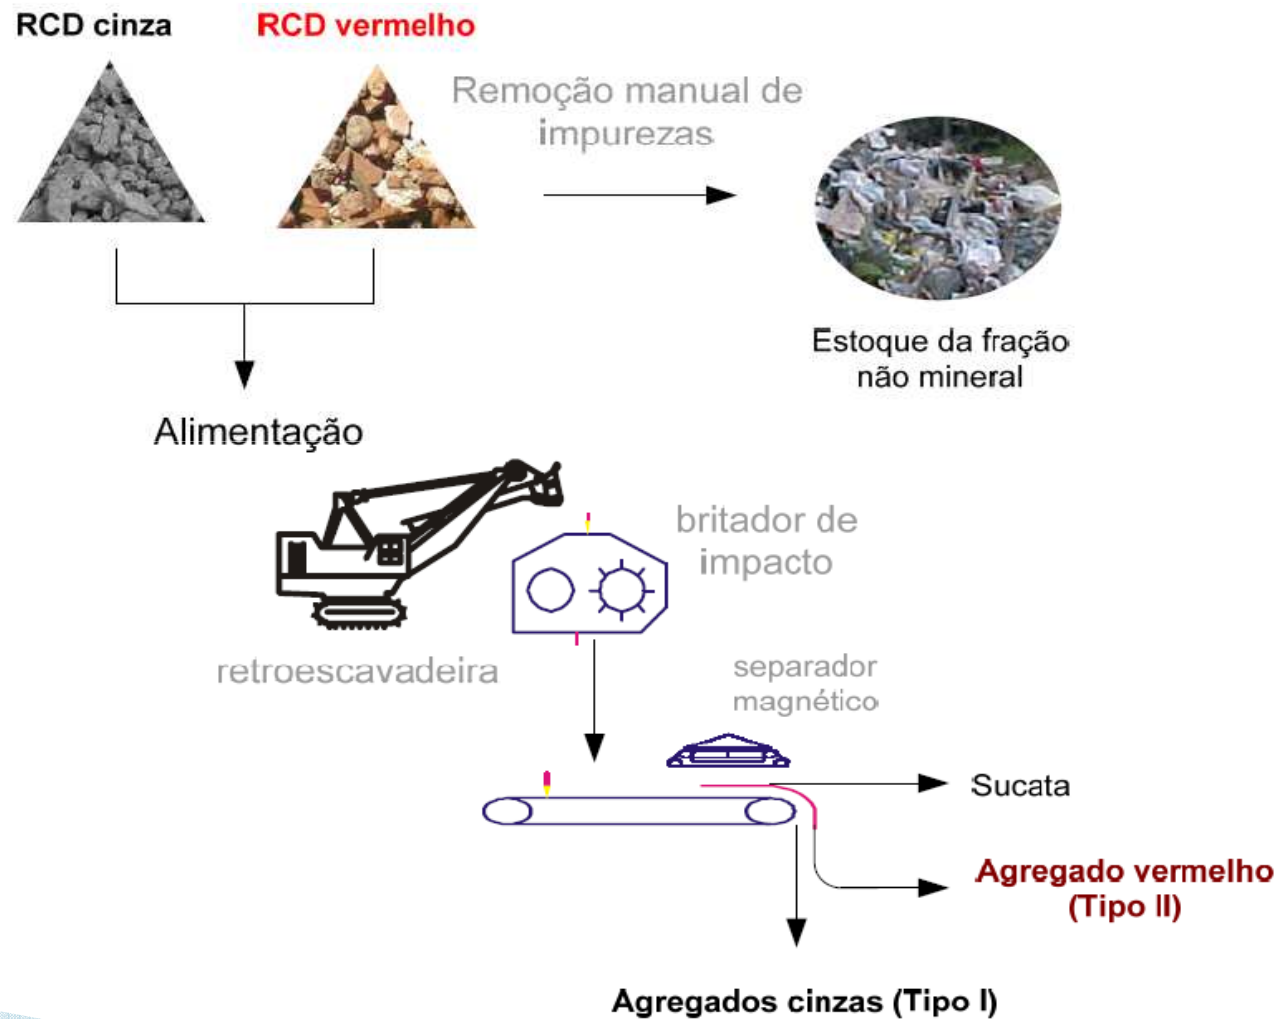 RCD cinza
RCD vermelho
Remoção manual de
impurezas
Estoque da fração
não mineral
Alimentação
britador de
impacto
retroescavadeira
separador
magnético
Sucata
Agregado vermelho
(Tipo II)
Agregados cinzas (Tipo I)